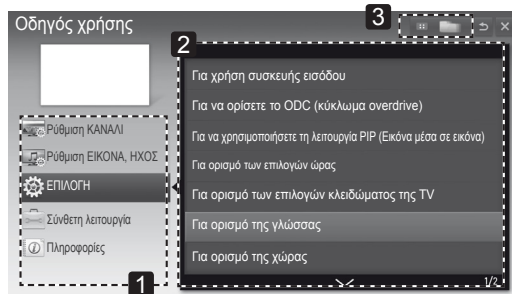 Οδηγός χρήσης
3
2
Για χρήση συσκευής εισόδου
Για να ορίσετε το ODC (κύκλωμα overdrive)
Για να χρησιμοποιήσετε τη λειτουργία PIP (Εικόνα μέσα σε εικόνα)
Για ορισμό των επιλογών ώρας
Για ορισμό των επιλογών κλειδώματος της TV
Για ορισμό της γλώσσας
Για ορισμό της χώρας
1/2
Ρύθμιση ΚΑΝΑΛΙ
Ρύθμιση ΕΙΚΟΝΑ, ΗΧΟΣ
ΕΠΙΛΟΓΗ
Σύνθετη λειτουργία
Πληροφορίες
1